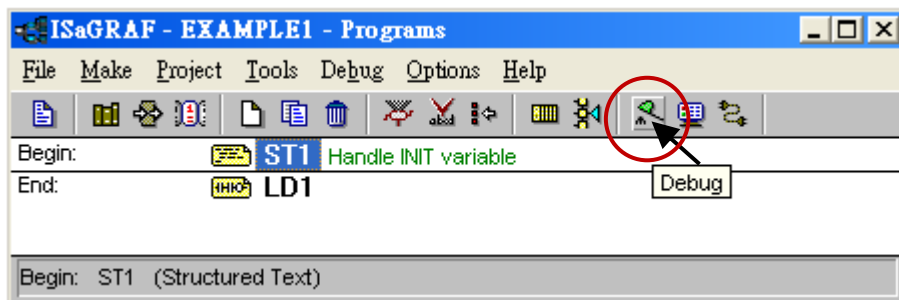 ISaGRAF - EXAMPLE1 - Programs
File Make Project Tools Debug Options Help
Begin: ST1 Handle INIT variable
End: LD1
Debug
Begin: ST1 (Structured Text)